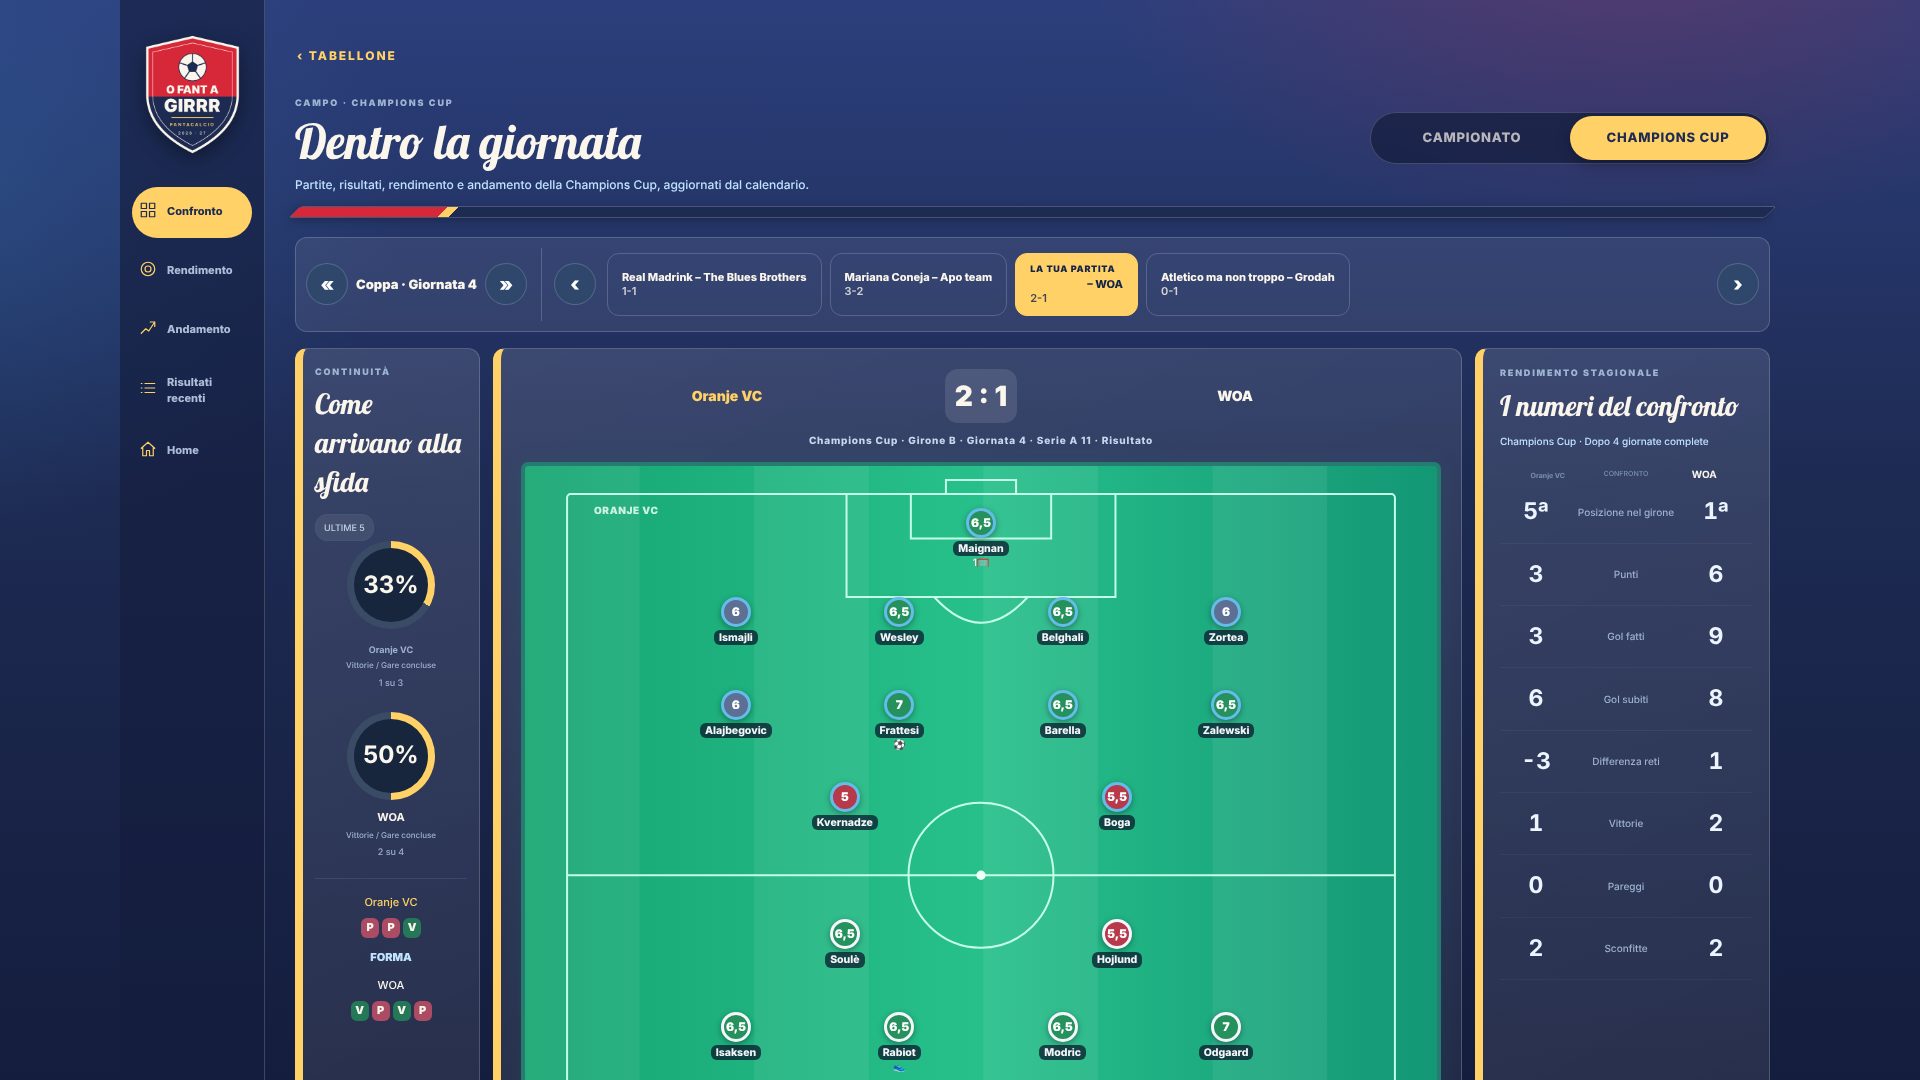 O FANT A
GIRRR
FANTACALCIO
2026 · 27
Confronto
Rendimento
Andamento
Risultati
recenti
Home
‹ TABELLONE
CAMPO · CHAMPIONS CUP
Dentro la giornata
Partite, risultati, rendimento e andamento della Champions Cup, aggiornati dal calendario.
CAMPIONATO
CHAMPIONS CUP
« Coppa · Giornata 4 »
‹
Real Madrink – The Blues Brothers
1-1
Mariana Coneja – Apo team
3-2
LA TUA PARTITA
– WOA
2-1
Atletico ma non troppo – Grodah
0-1
›
CONTINUITÀ
Come
arrivano alla
sfida
ULTIME 5
33%
Oranje VC
Vittorie / Gare concluse
1 su 3
50%
WOA
Vittorie / Gare concluse
2 su 4
Oranje VC
P P V
FORMA
WOA
V P V P
Oranje VC 2 : 1 WOA
Champions Cup · Girone B · Giornata 4 · Serie A 11 · Risultato
ORANJE VC
6,5
Maignan
1
6 6,5 6,5 6
Ismajli Wesley Belghali Zortea
6 7 6,5 6,5
Alajbegovic Frattesi Barella Zalewski
5 5,5
Kvernadze Boga
6,5 5,5
Soulè Hojlund
6,5 6,5 6,5 7
Isaksen Rabiot Modric Odgaard
RENDIMENTO STAGIONALE
I numeri del confronto
Champions Cup · Dopo 4 giornate complete
Oranje VC CONFRONTO WOA
5ª Posizione nel girone 1ª
3 Punti 6
3 Gol fatti 9
6 Gol subiti 8
-3 Differenza reti 1
1 Vittorie 2
0 Pareggi 0
2 Sconfitte 2